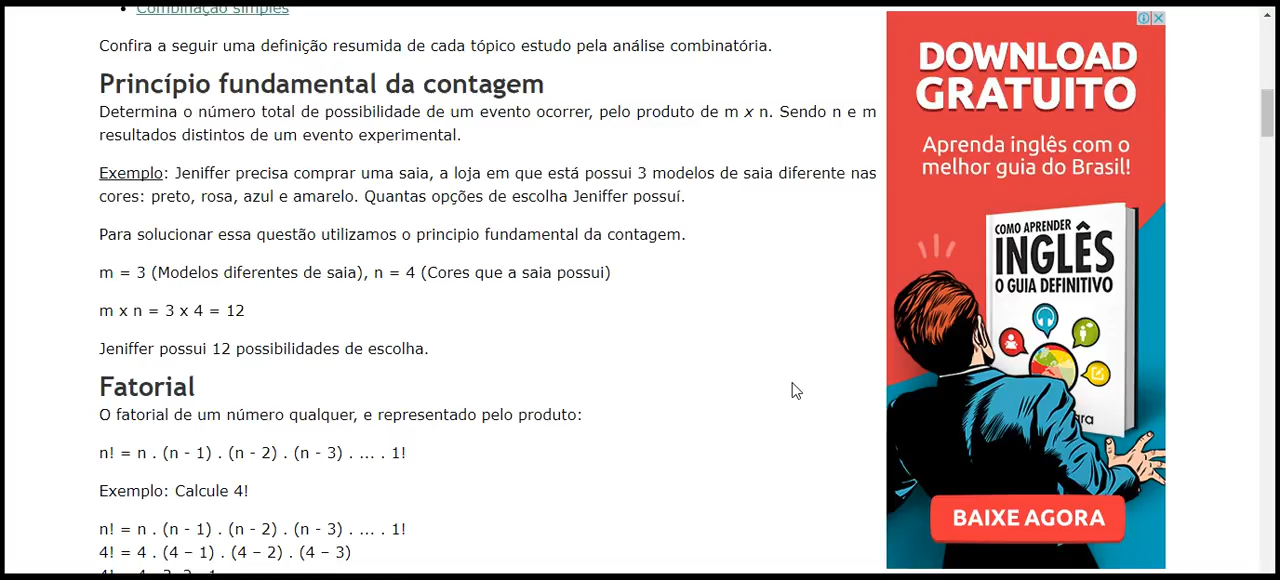 Combinação simples
Confira a seguir uma definição resumida de cada tópico estudo pela análise combinatória.
Princípio fundamental da contagem
Determina o número total de possibilidade de um evento ocorrer, pelo produto de m x n. Sendo n e m
resultados distintos de um evento experimental.
Exemplo: Jeniffer precisa comprar uma saia, a loja em que está possui 3 modelos de saia diferente nas
cores: preto, rosa, azul e amarelo. Quantas opções de escolha Jeniffer possuí.
Para solucionar essa questão utilizamos o principio fundamental da contagem.
m = 3 (Modelos diferentes de saia), n = 4 (Cores que a saia possui)
m x n = 3 x 4 = 12
Jeniffer possui 12 possibilidades de escolha.
Fatorial
O fatorial de um número qualquer, e representado pelo produto:
n! = n . (n - 1) . (n - 2) . (n - 3) . ... . 1!
Exemplo: Calcule 4!
n! = n . (n - 1) . (n - 2) . (n - 3) . ... . 1!
4! = 4 . (4 – 1) . (4 – 2) . (4 – 3)
DOWNLOAD
GRATUITO
Aprenda inglês com o
melhor guia do Brasil!
COMO APRENDER
INGLÊS
O GUIA DEFINITIVO
BAIXE AGORA